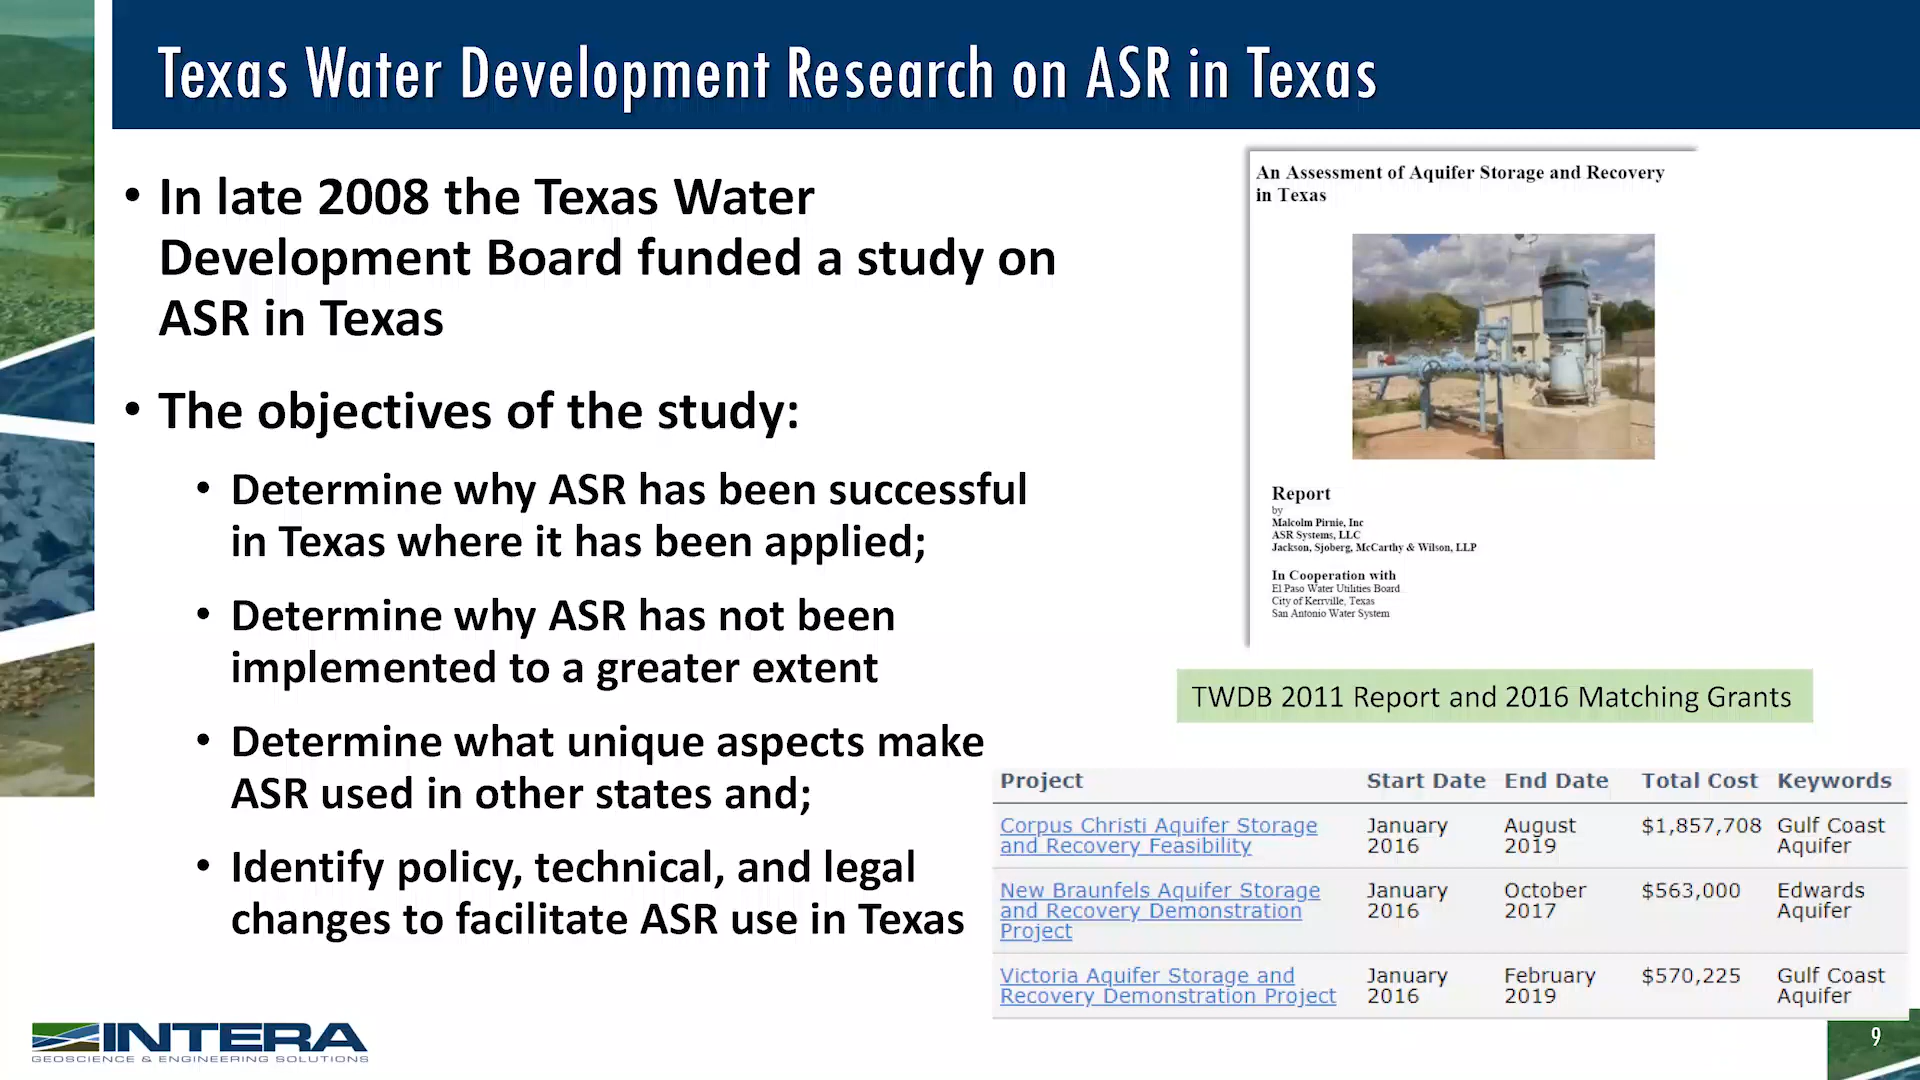 Texas Water Development Research on ASR in Texas
• In late 2008 the Texas Water
Development Board funded a study on
ASR in Texas
• The objectives of the study:
• Determine why ASR has been successful
in Texas where it has been applied;
• Determine why ASR has not been
implemented to a greater extent
• Determine what unique aspects make
ASR used in other states and;
• Identify policy, technical, and legal
changes to facilitate ASR use in Texas
An Assessment of Aquifer Storage and Recovery
in Texas
Report
by
Malcolm Pirnie, Inc
ASR Systems, LLC
Jackson, Sjoberg, McCarthy & Wilson, LLP
In Cooperation with
El Paso Water Utilities Board
City of Kerrville, Texas
San Antonio Water System
TWDB 2011 Report and 2016 Matching Grants
Project Start Date End Date Total Cost Keywords
Corpus Christi Aquifer Storage January August $1,857,708 Gulf Coast
and Recovery Feasibility 2016 2019 Aquifer
New Braunfels Aquifer Storage January October $563,000 Edwards
and Recovery Demonstration 2016 2017 Aquifer
Project
Victoria Aquifer Storage and January February $570,225 Gulf Coast
Recovery Demonstration Project 2016 2019 Aquifer
INTERA
GEOSCIENCE & ENGINEERING SOLUTIONS
9